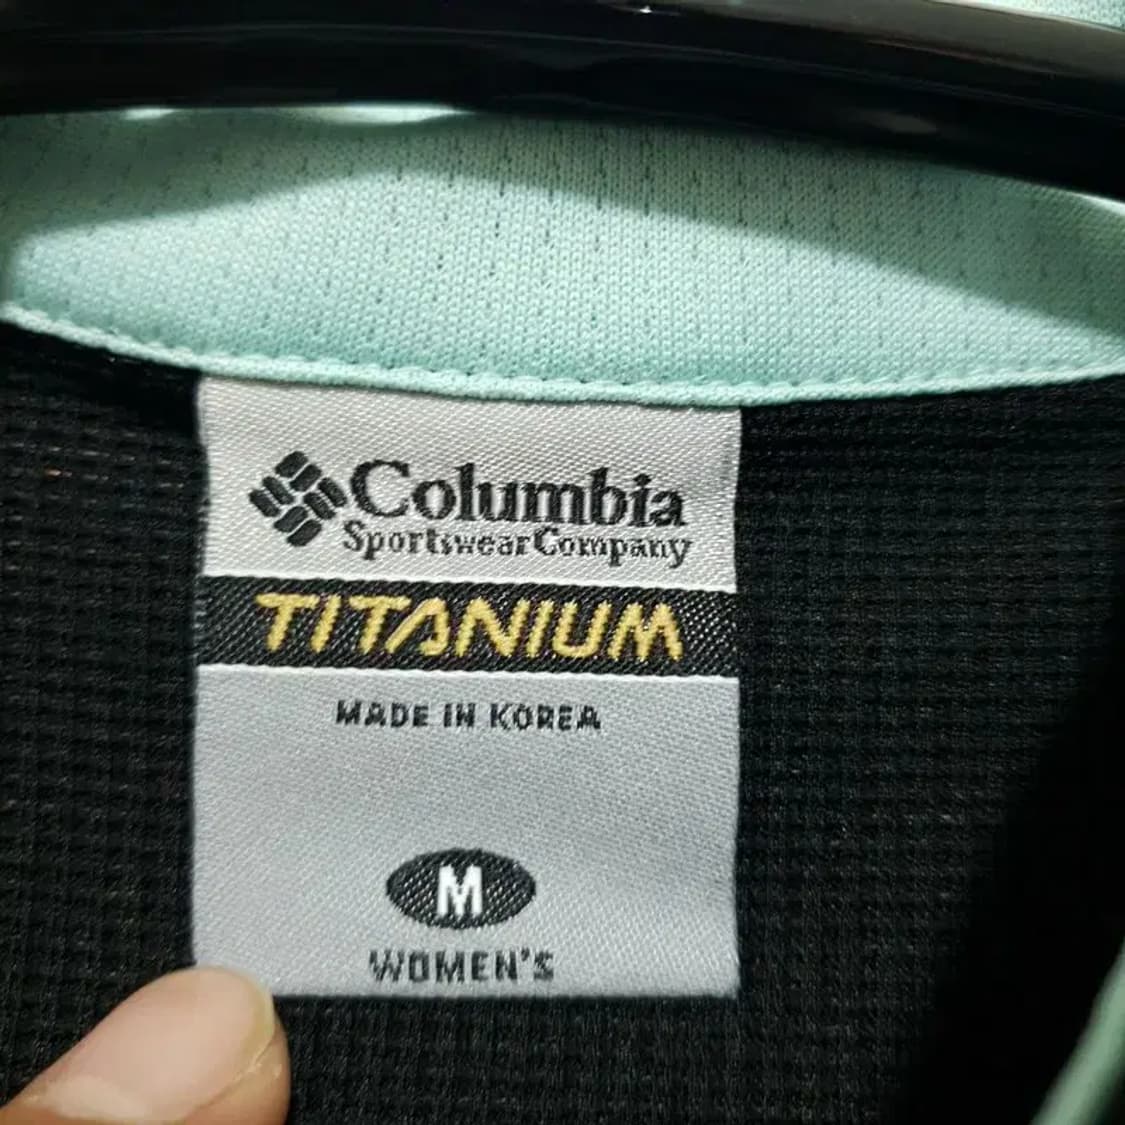 Columbia
Sportswear Company
TITANIUM
MADE IN KOREA
M
WOMEN'S